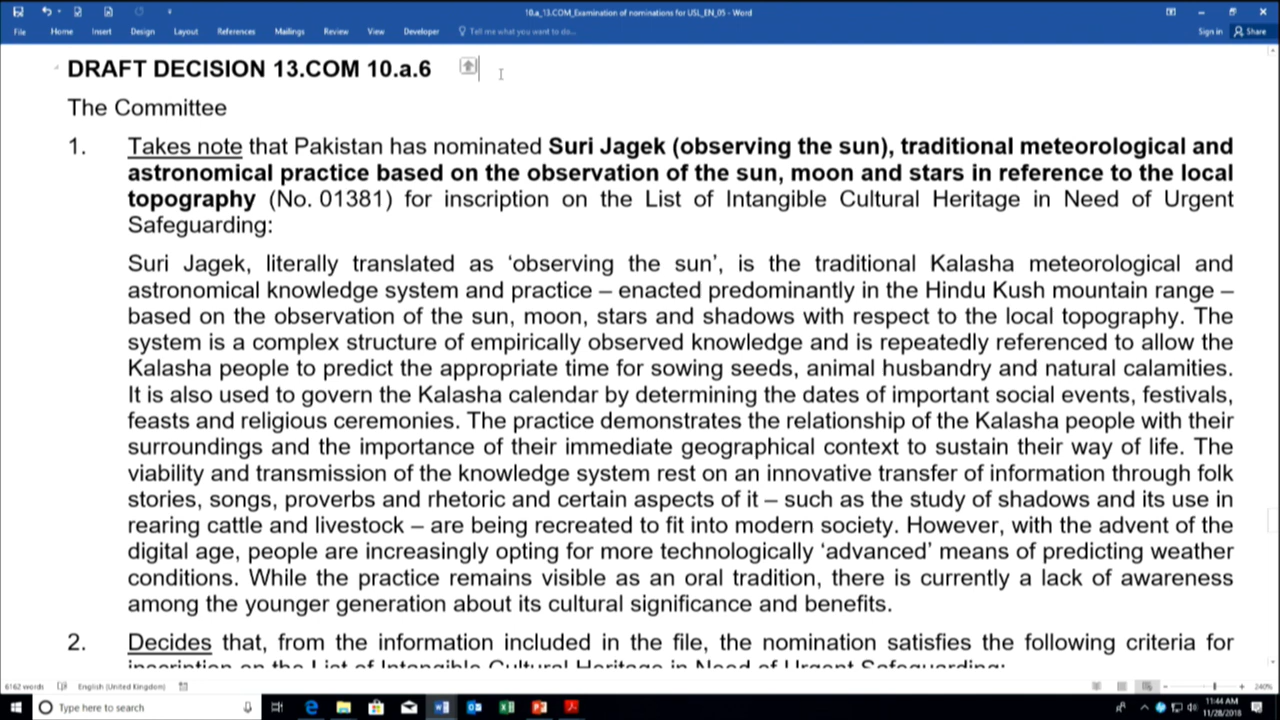 10.a_13.COM_Examination of nominations for USL_EN_05 - Word
File Home Insert Design Layout References Mailings Review View Developer Tell me what you want to do... Sign in Share
DRAFT DECISION 13.COM 10.a.6
The Committee
1. Takes note that Pakistan has nominated Suri Jagek (observing the sun), traditional meteorological and
astronomical practice based on the observation of the sun, moon and stars in reference to the local
topography (No. 01381) for inscription on the List of Intangible Cultural Heritage in Need of Urgent
Safeguarding:
Suri Jagek, literally translated as ‘observing the sun’, is the traditional Kalasha meteorological and
astronomical knowledge system and practice – enacted predominantly in the Hindu Kush mountain range –
based on the observation of the sun, moon, stars and shadows with respect to the local topography. The
system is a complex structure of empirically observed knowledge and is repeatedly referenced to allow the
Kalasha people to predict the appropriate time for sowing seeds, animal husbandry and natural calamities.
It is also used to govern the Kalasha calendar by determining the dates of important social events, festivals,
feasts and religious ceremonies. The practice demonstrates the relationship of the Kalasha people with their
surroundings and the importance of their immediate geographical context to sustain their way of life. The
viability and transmission of the knowledge system rest on an innovative transfer of information through folk
stories, songs, proverbs and rhetoric and certain aspects of it – such as the study of shadows and its use in
rearing cattle and livestock – are being recreated to fit into modern society. However, with the advent of the
digital age, people are increasingly opting for more technologically ‘advanced’ means of predicting weather
conditions. While the practice remains visible as an oral tradition, there is currently a lack of awareness
among the younger generation about its cultural significance and benefits.
2. Decides that, from the information included in the file, the nomination satisfies the following criteria for
inscription on the List of Intangible Cultural Heritage in Need of Urgent Safeguarding:
6162 words English (United Kingdom) 240%
Type here to search 11:44 AM
11/28/2018